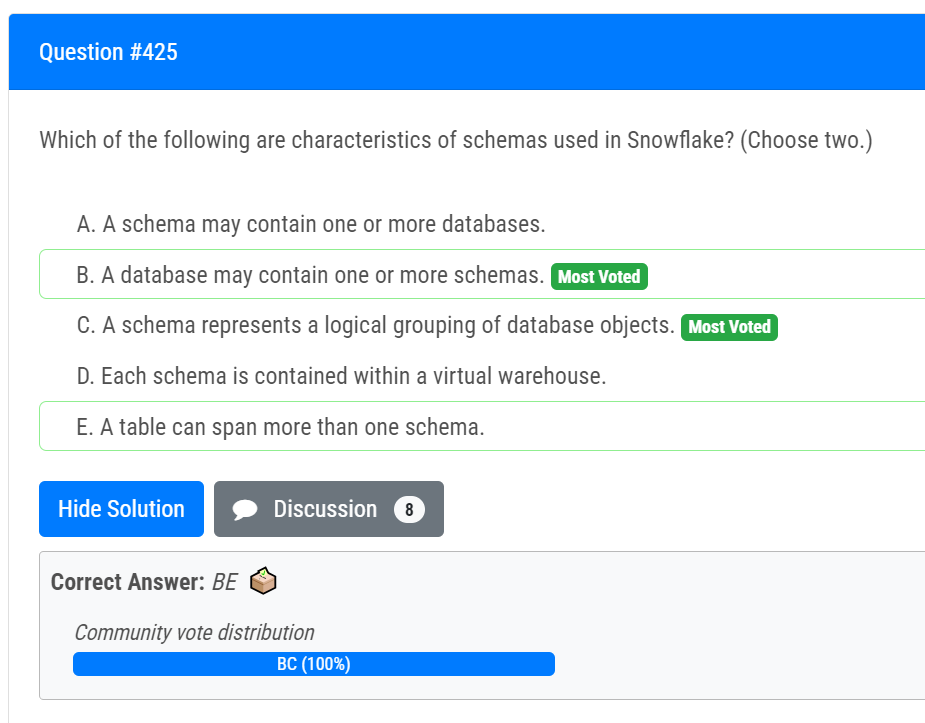 Question #425
Which of the following are characteristics of schemas used in Snowflake? (Choose two.)
A. A schema may contain one or more databases.
B. A database may contain one or more schemas. Most Voted
C. A schema represents a logical grouping of database objects. Most Voted
D. Each schema is contained within a virtual warehouse.
E. A table can span more than one schema.
Hide Solution Discussion 8
Correct Answer: BE
Community vote distribution
BC (100%)